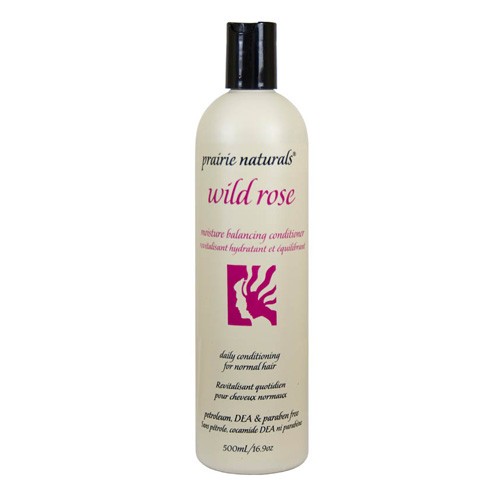 prairie naturals®
wild rose
moisture balancing conditioner
revitalisant hydratant et équilibrant
daily conditioning
for normal hair
Revitalisant quotidien
pour cheveux normaux
petroleum, DEA & paraben free
Sans pétrole, cocamide DEA ni parabène
500ml/16.9oz